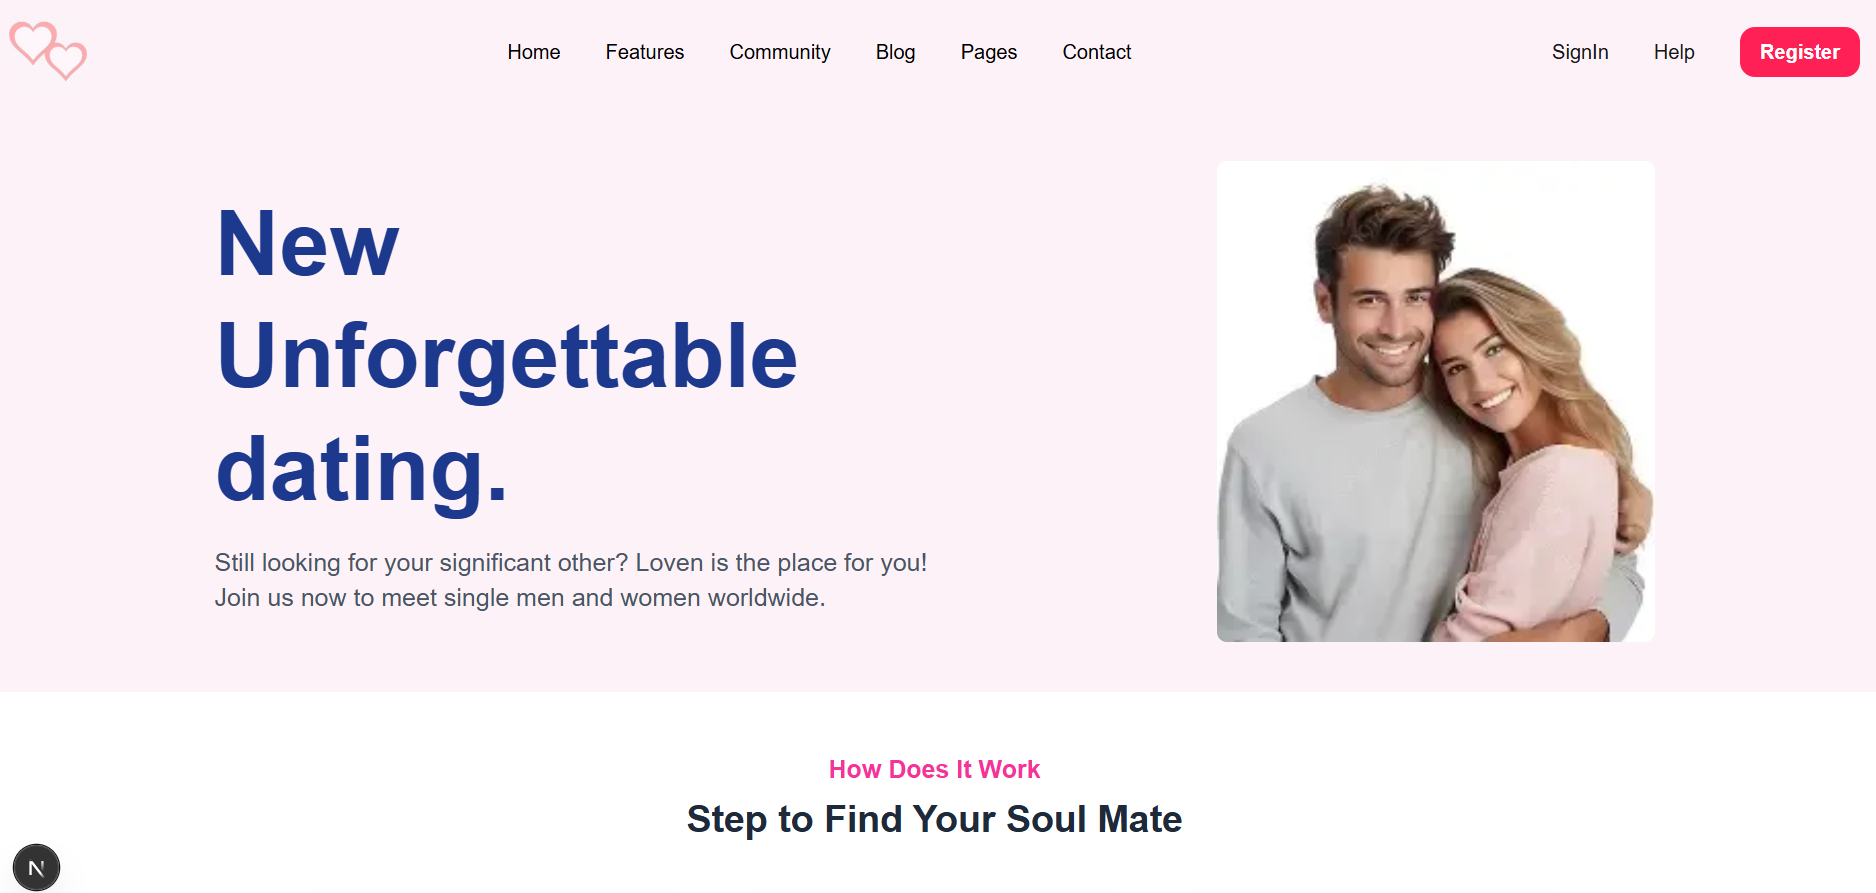 Home Features Community Blog Pages Contact SignIn Help Register
New
Unforgettable
dating.
Still looking for your significant other? Loven is the place for you!
Join us now to meet single men and women worldwide.
How Does It Work
Step to Find Your Soul Mate
N